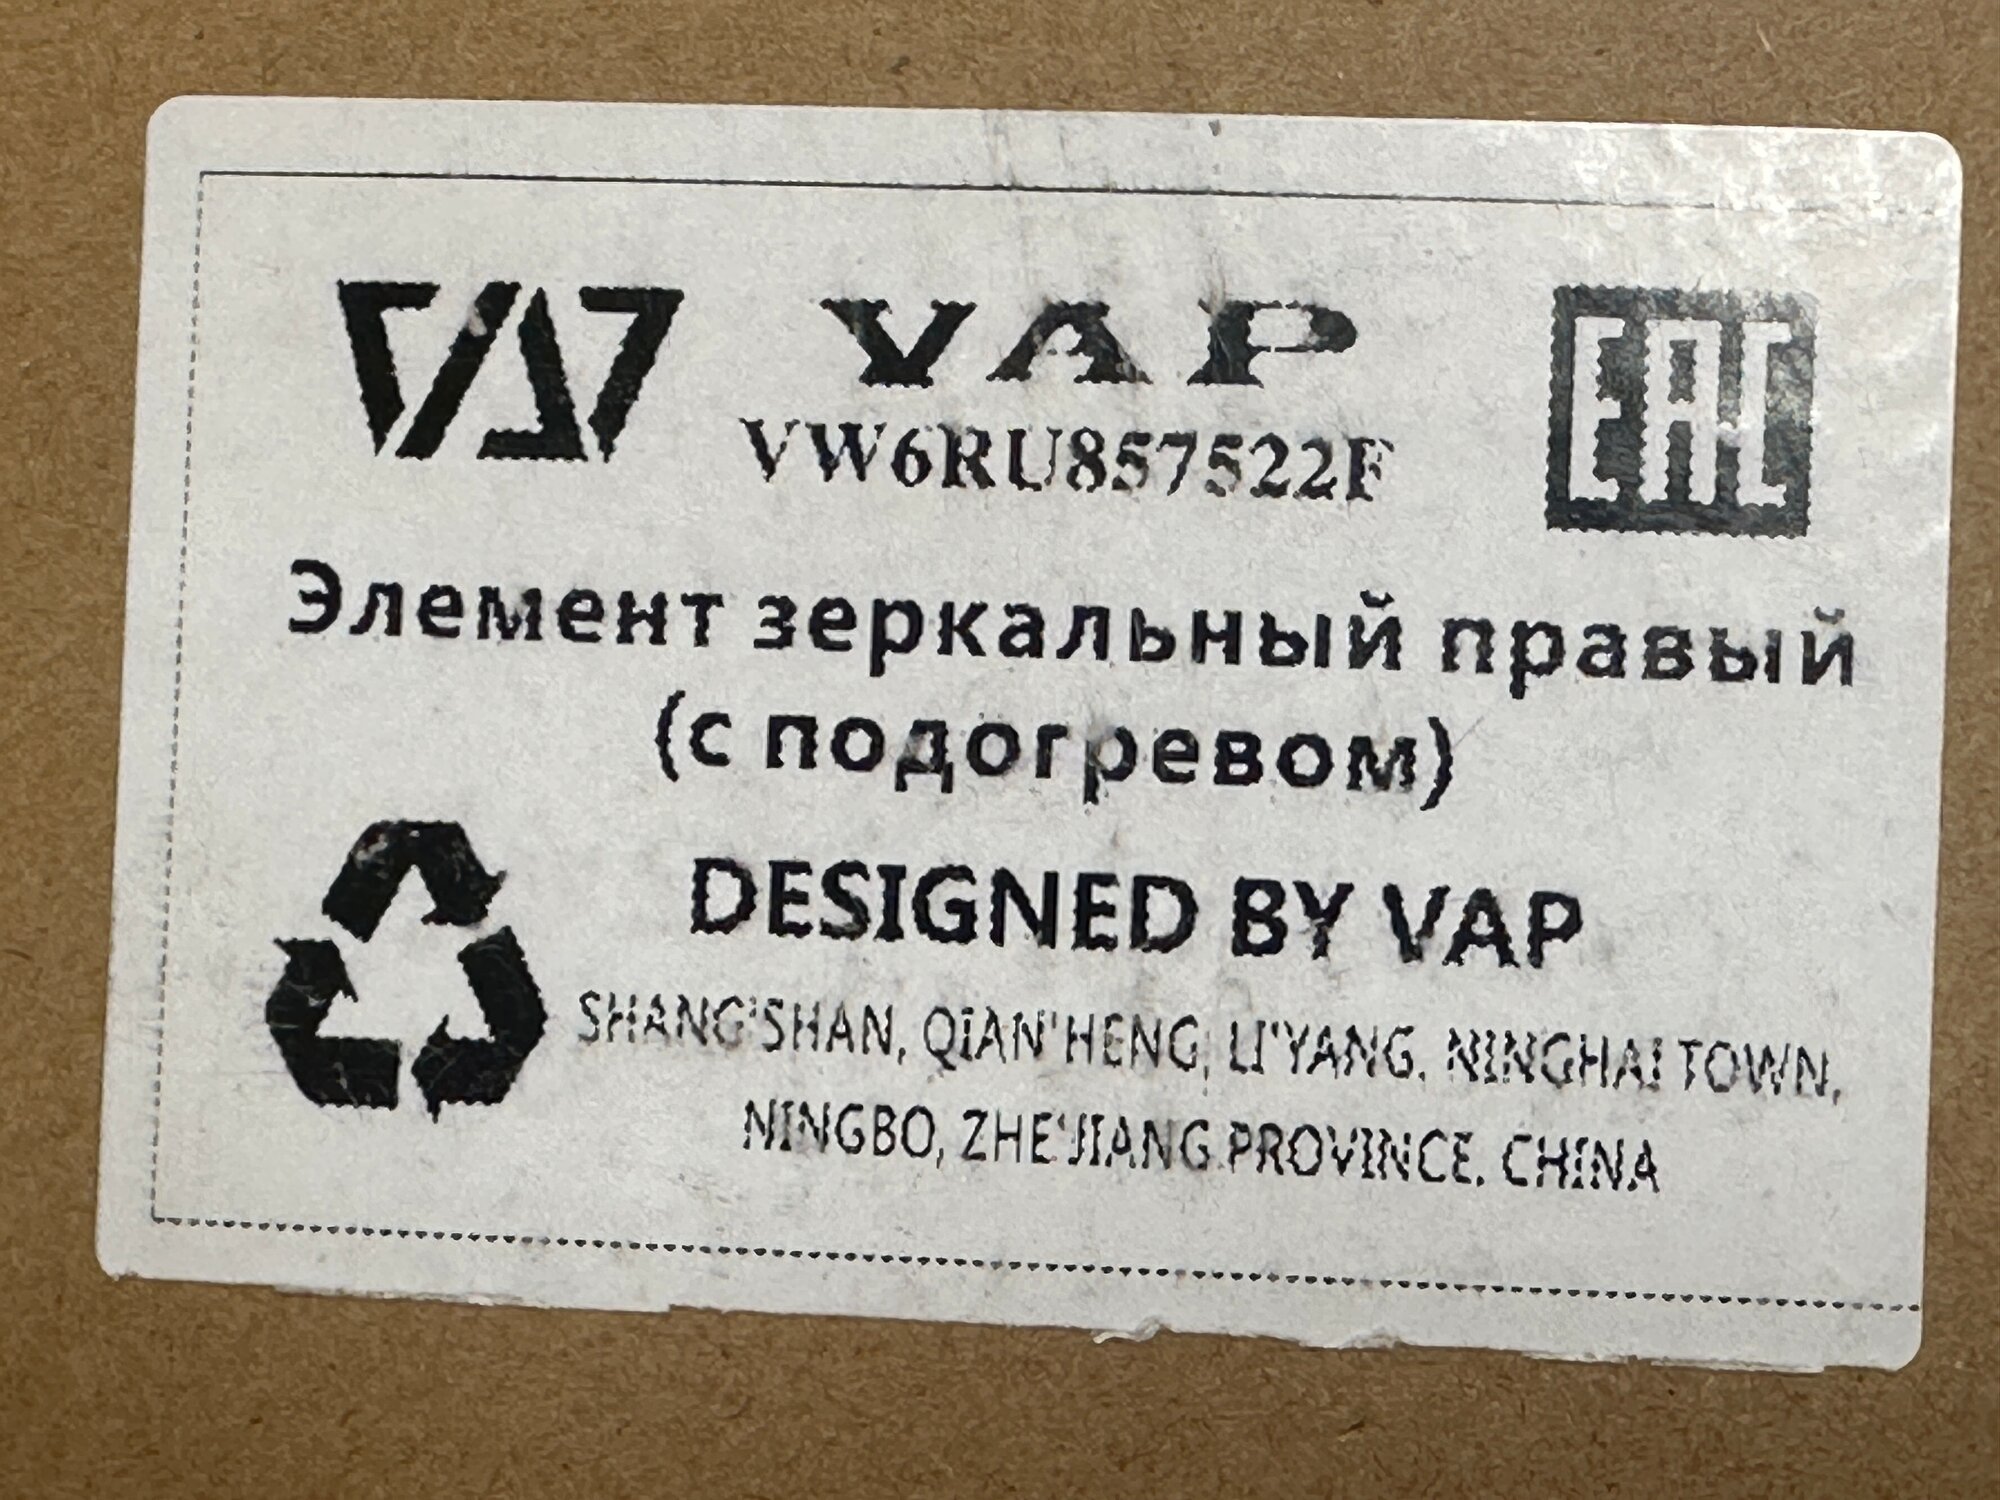 VAP
VW6RU857522F
EAC
Элемент зеркальный правый
(с подогревом)
DESIGNED BY VAP
SHANG'SHAN, QIAN'HENG, LI'YANG, NINGHAI TOWN,
NINGBO, ZHE'JIANG PROVINCE, CHINA